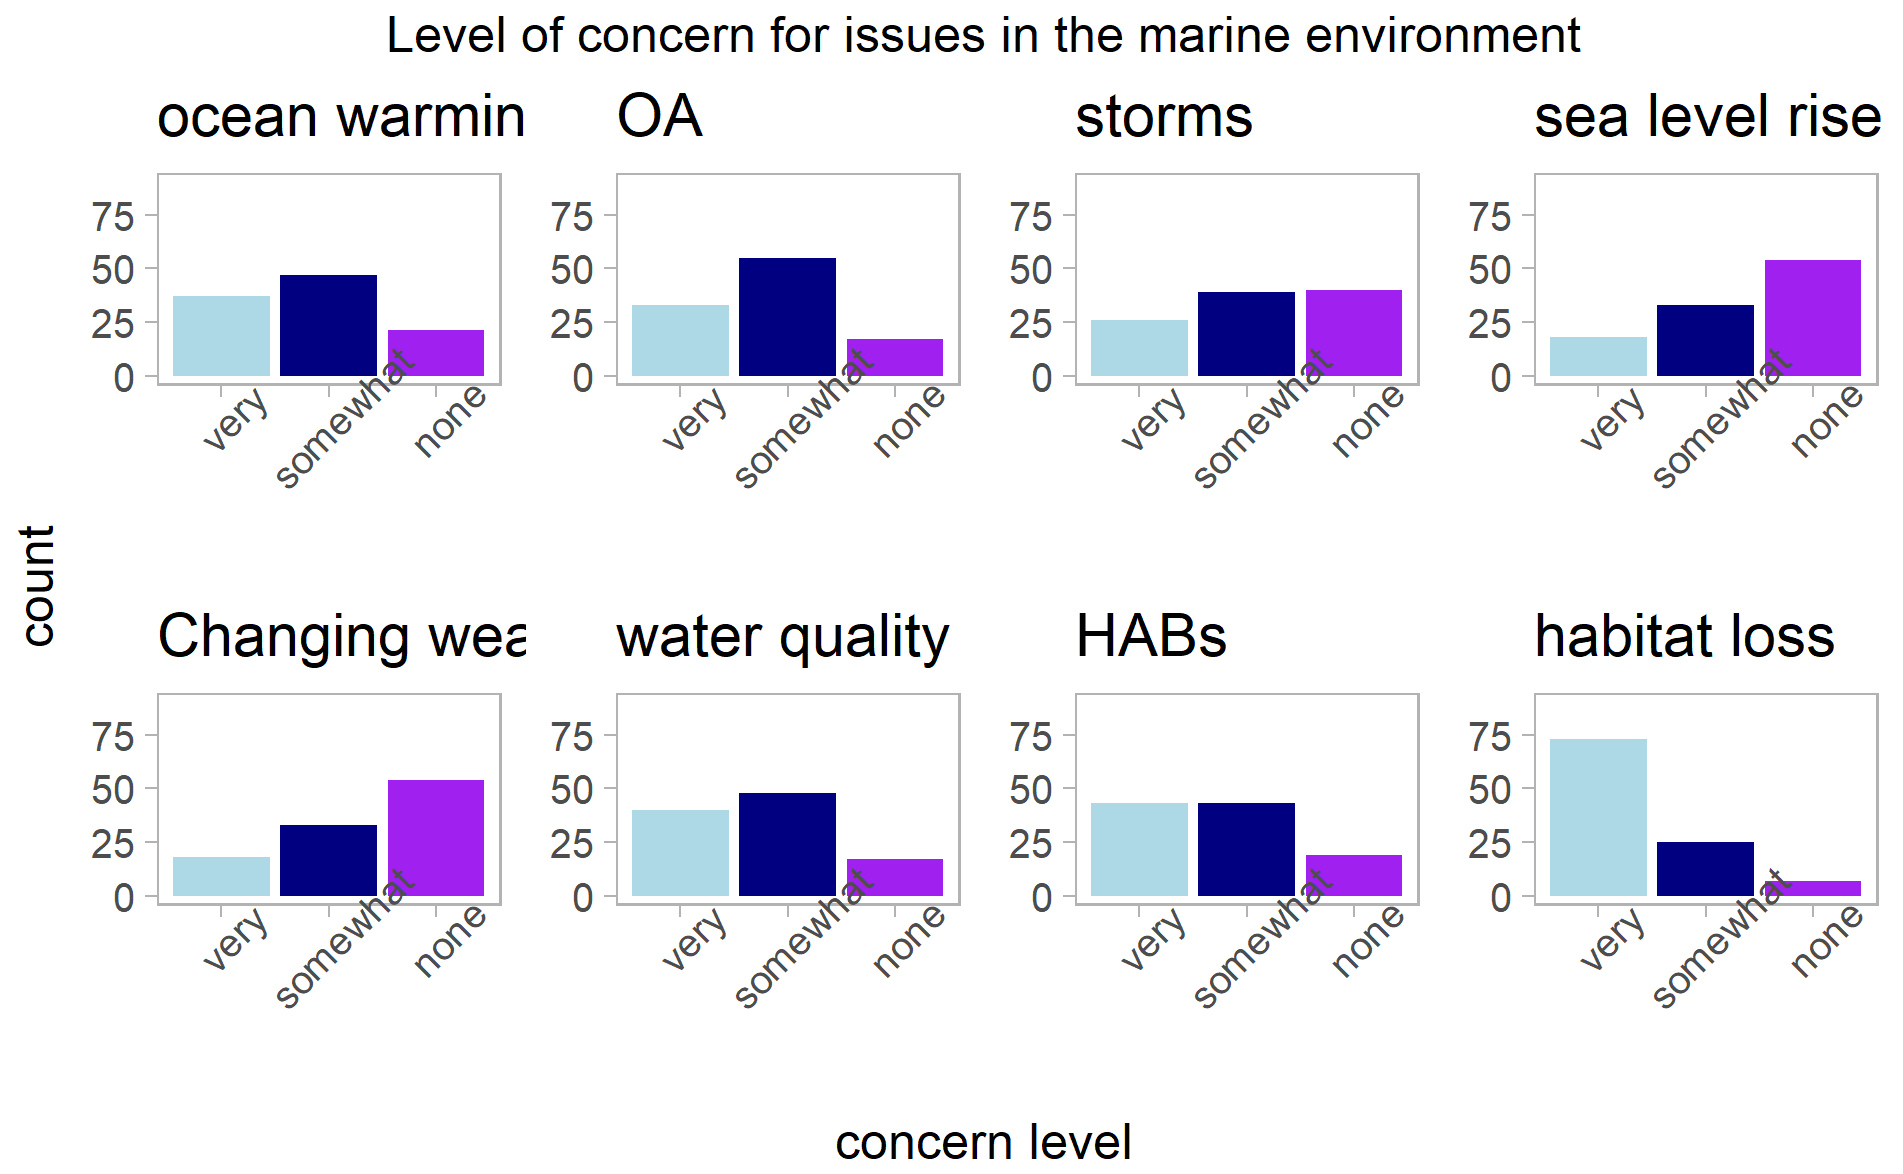 Level of concern for issues in the marine environment
ocean warmin
OA
storms
sea level rise
75
50
25
0
very
somewhat
none
75
50
25
0
very
somewhat
none
75
50
25
0
very
somewhat
none
75
50
25
0
very
somewhat
none
count
Changing wea
water quality
HABs
habitat loss
75
50
25
0
very
somewhat
none
75
50
25
0
very
somewhat
none
75
50
25
0
very
somewhat
none
75
50
25
0
very
somewhat
none
concern level